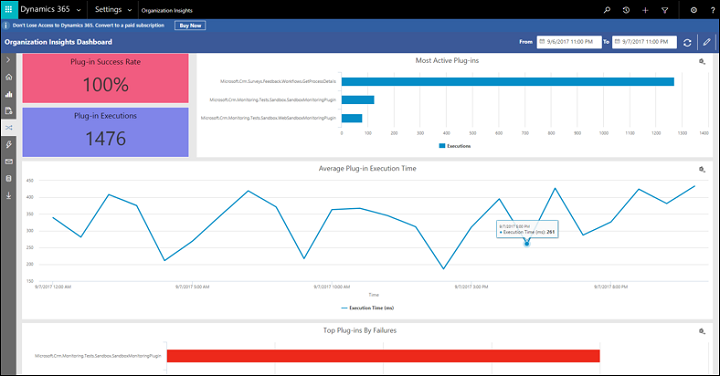 Dynamics 365 Settings Organization Insights
Don't Lose Access to Dynamics 365. Convert to a paid subscription Buy Now
Organization Insights Dashboard From 9/6/2017 11:00 PM To 9/7/2017 11:00 PM
Plug-in Success Rate
100%
Plug-in Executions
1476
Most Active Plug-ins
Microsoft.Crm.Surveys.Feedback.Workflows.GetProcessDetails
Microsoft.Crm.Monitoring.Tests.Sandbox.SandboxMonitoringPlugin
Microsoft.Crm.Monitoring.Tests.Sandbox.WebSandboxMonitoringPlugin
0 100 200 300 400 500 600 700 800 900 1000 1100 1200 1300 1400
Executions
Average Plug-in Execution Time
450
400
350
300
250
200
150
9/7/2017 6:00 PM
Execution Time (ms): 261
9/7/2017 12:00 AM 9/7/2017 5:00 AM 9/7/2017 10:00 AM 9/7/2017 3:00 PM 9/7/2017 8:00 PM
Time
Execution Time (ms)
Top Plug-ins By Failures
Microsoft.Crm.Monitoring.Tests.Sandbox.SandboxMonitoringPlugin